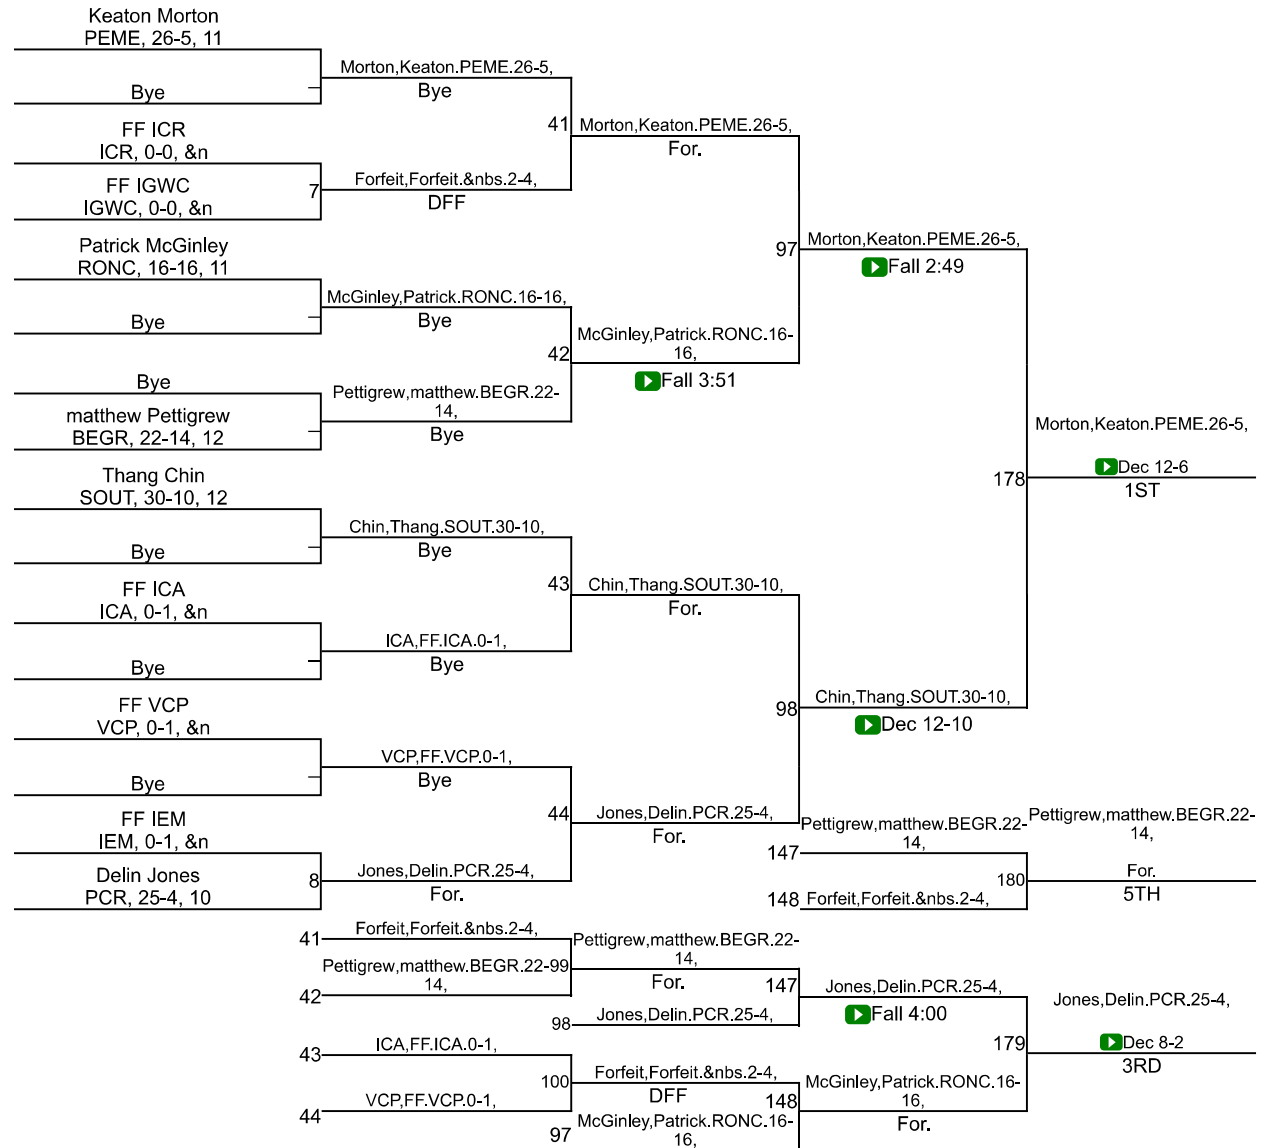 Keaton Morton
PEME, 26-5, 11
Morton,Keaton.PEME.26-5,
Bye
Bye
41
Morton,Keaton.PEME.26-5,
For.
FF ICR
ICR, 0-0, &n
7
Forfeit,Forfeit.&nbs.2-4,
DFF
FF IGWC
IGWC, 0-0, &n
97
Morton,Keaton.PEME.26-5,
Fall 2:49
Patrick McGinley
RONC, 16-16, 11
McGinley,Patrick.RONC.16-16,
Bye
Bye
42
McGinley,Patrick.RONC.16-
16,
Fall 3:51
Bye
Pettigrew,matthew.BEGR.22-
14,
Bye
matthew Pettigrew
BEGR, 22-14, 12
178
Morton,Keaton.PEME.26-5,
Dec 12-6
1ST
Thang Chin
SOUT, 30-10, 12
Chin,Thang.SOUT.30-10,
Bye
Bye
43
Chin,Thang.SOUT.30-10,
For.
FF ICA
ICA, 0-1, &n
ICA,FF.ICA.0-1,
Bye
Bye
98
Chin,Thang.SOUT.30-10,
Dec 12-10
FF VCP
VCP, 0-1, &n
VCP,FF.VCP.0-1,
Bye
Bye
44
Jones,Delin.PCR.25-4,
For.
FF IEM
IEM, 0-1, &n
8
Jones,Delin.PCR.25-4,
For.
Delin Jones
PCR, 25-4, 10
147
Pettigrew,matthew.BEGR.22-
14,
148
Forfeit,Forfeit.&nbs.2-4,
180
Pettigrew,matthew.BEGR.22-
14,
For.
5TH
41
Forfeit,Forfeit.&nbs.2-4,
42
Pettigrew,matthew.BEGR.22-
14,
99
Pettigrew,matthew.BEGR.22-
14,
For.
98
Jones,Delin.PCR.25-4,
147
Jones,Delin.PCR.25-4,
Fall 4:00
179
Jones,Delin.PCR.25-4,
Dec 8-2
3RD
43
ICA,FF.ICA.0-1,
44
VCP,FF.VCP.0-1,
100
Forfeit,Forfeit.&nbs.2-4,
DFF
97
McGinley,Patrick.RONC.16-
16,
148
McGinley,Patrick.RONC.16-
16,
For.